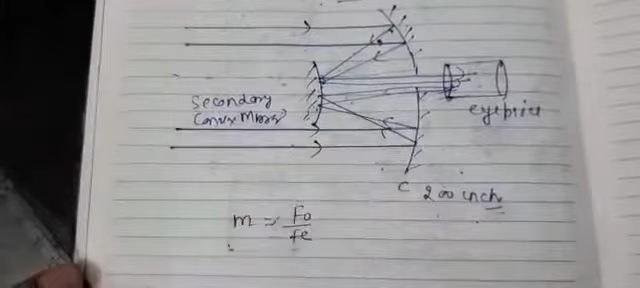 Secondary
Convex Mirror
eyepiece
C 200 inch
m = Fo
fe